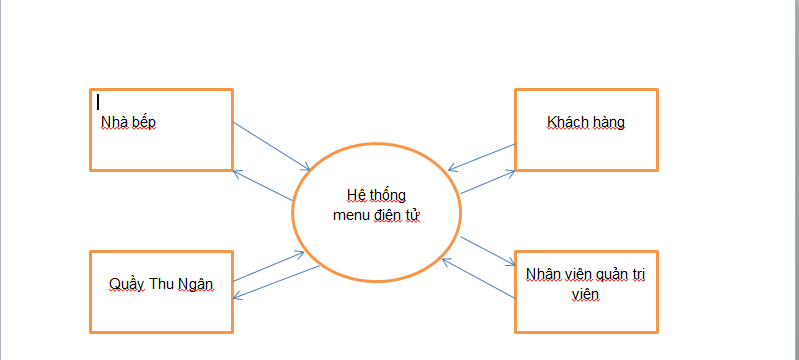 Nhà bếp
Khách hàng
Hệ thống
menu điện tử
Quầy Thu Ngân
Nhân viên quản trị
viên